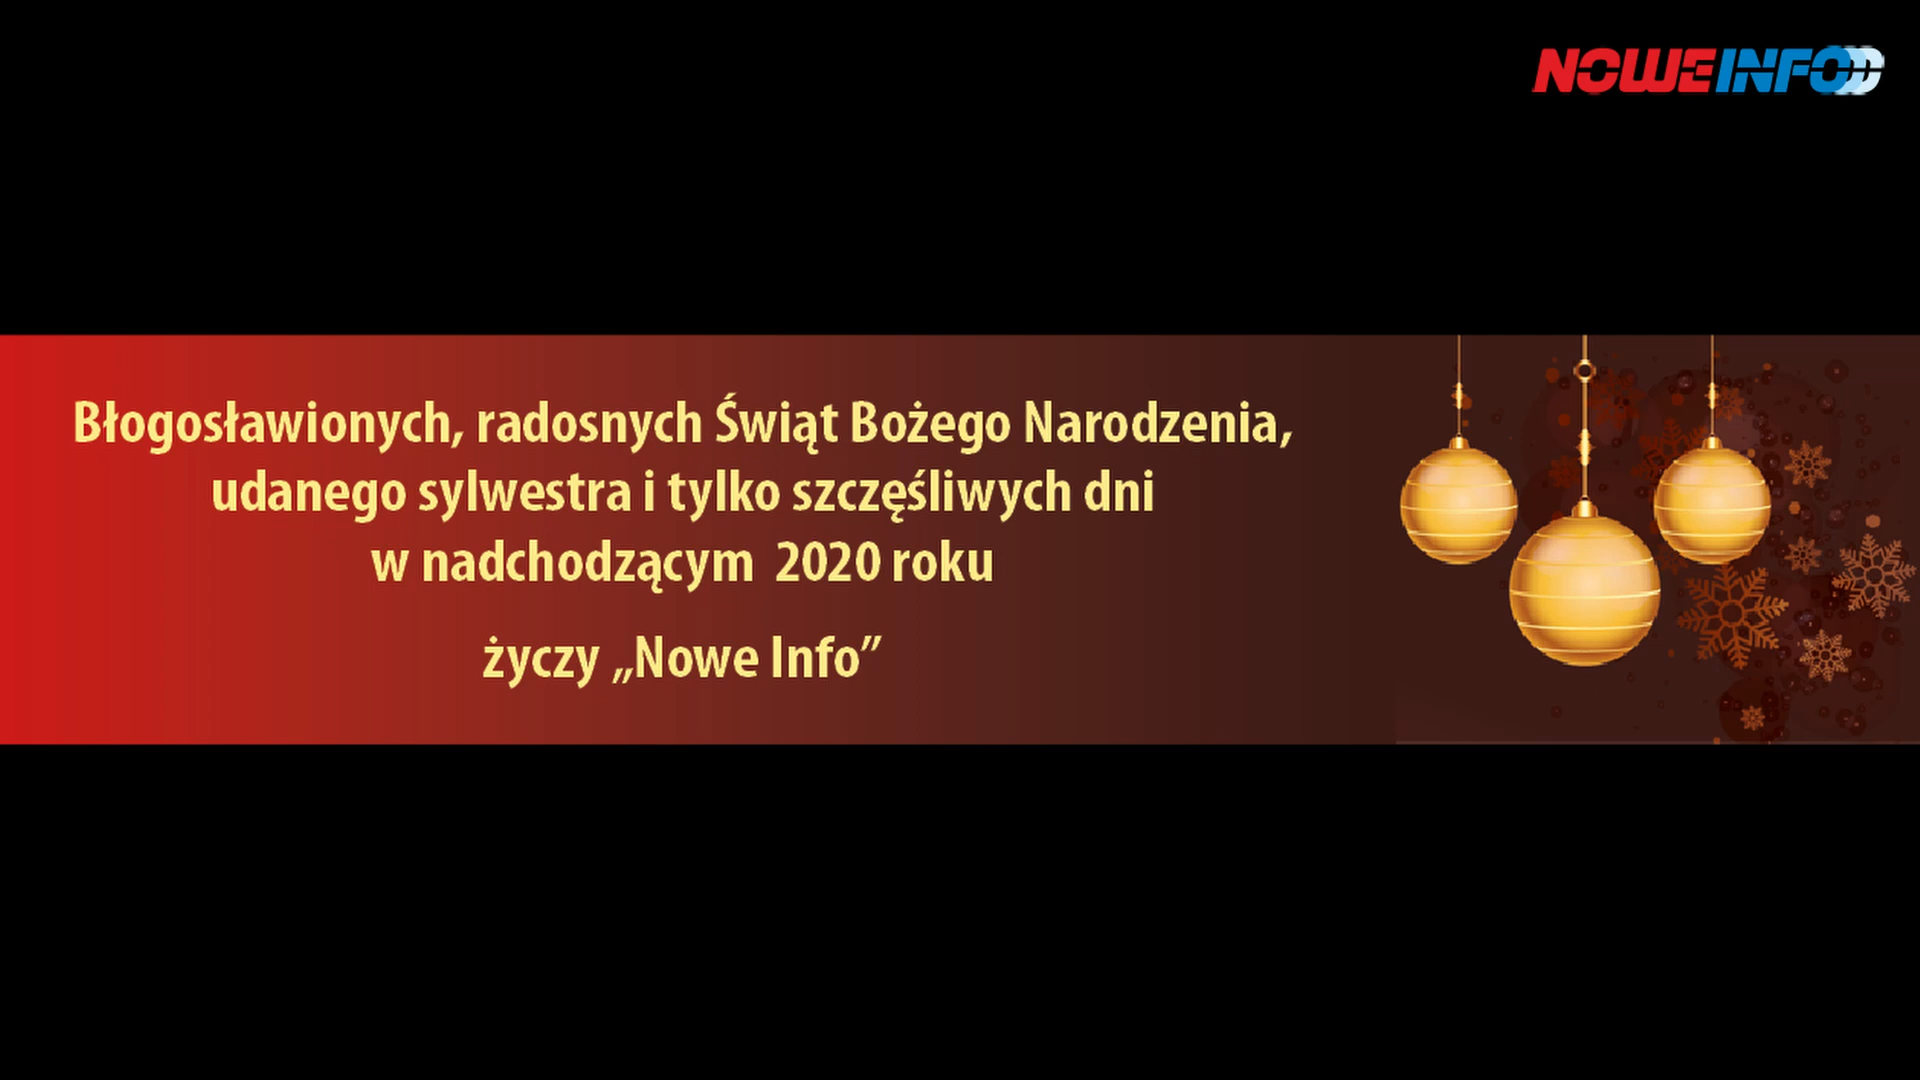 NOWEINFO
Błogosławionych, radosnych Świąt Bożego Narodzenia,
udanego sylwestra i tylko szczęśliwych dni
w nadchodzącym 2020 roku
życzy „Nowe Info”